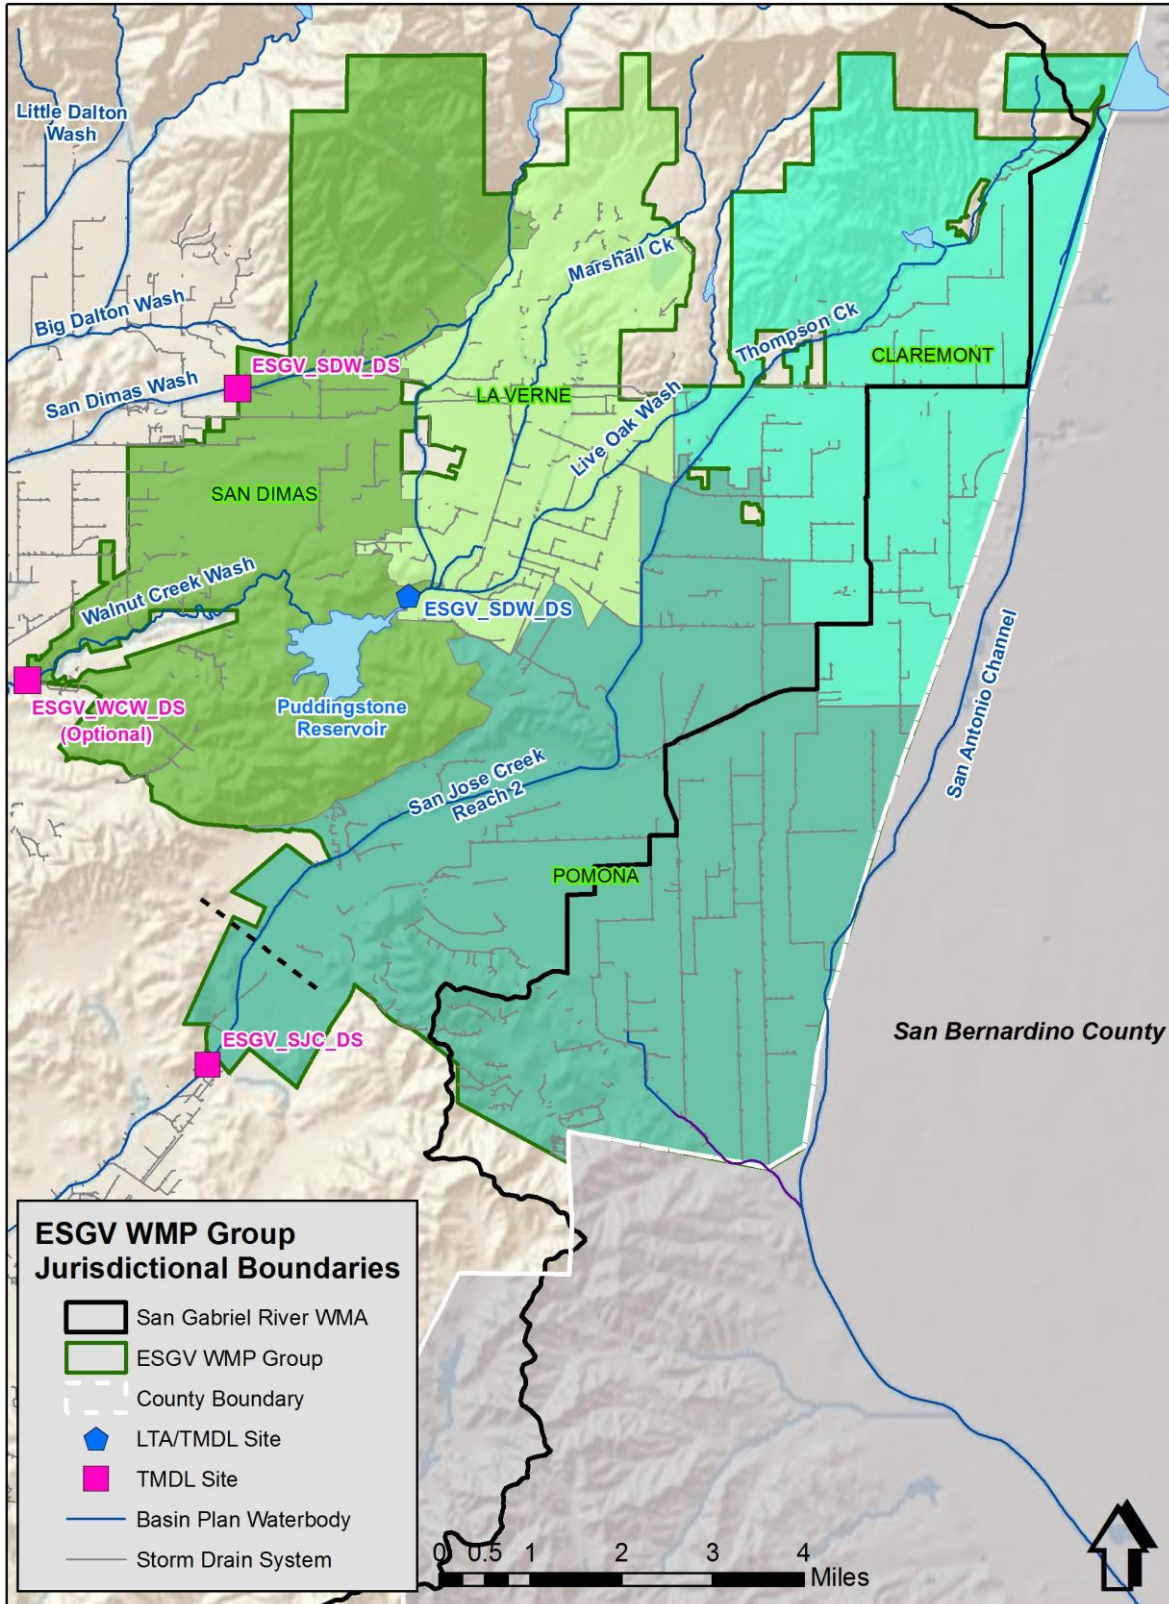 Little Dalton
Wash
Big Dalton Wash
San Dimas Wash
ESGV_SDW_DS
Marshall Ck
Thompson Ck
CLAREMONT
LA VERNE
Live Oak Wash
SAN DIMAS
Walnut Creek Wash
ESGV_SDW_DS
ESGV_WCW_DS
(Optional)
Puddingstone
Reservoir
San Antonio Channel
San Jose Creek
Reach 2
POMONA
San Bernardino County
ESGV_SJC_DS
ESGV WMP Group
Jurisdictional Boundaries
San Gabriel River WMA
ESGV WMP Group
County Boundary
LTA/TMDL Site
TMDL Site
Basin Plan Waterbody
Storm Drain System
0 0.5 1 2 3 4
Miles